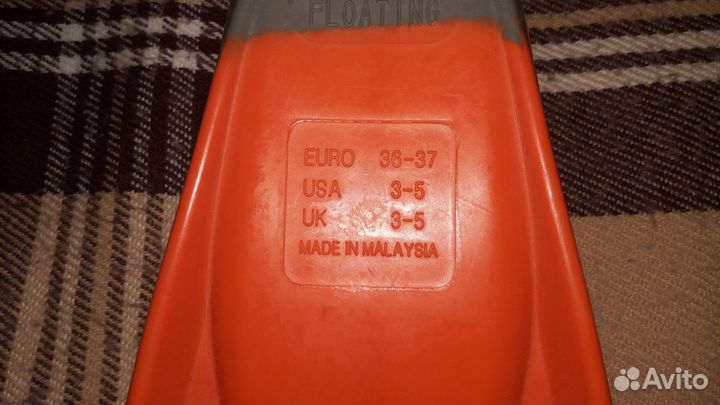 FLOATING
EURO 36-37
USA 3-5
UK 3-5
MADE IN MALAYSIA
Avito